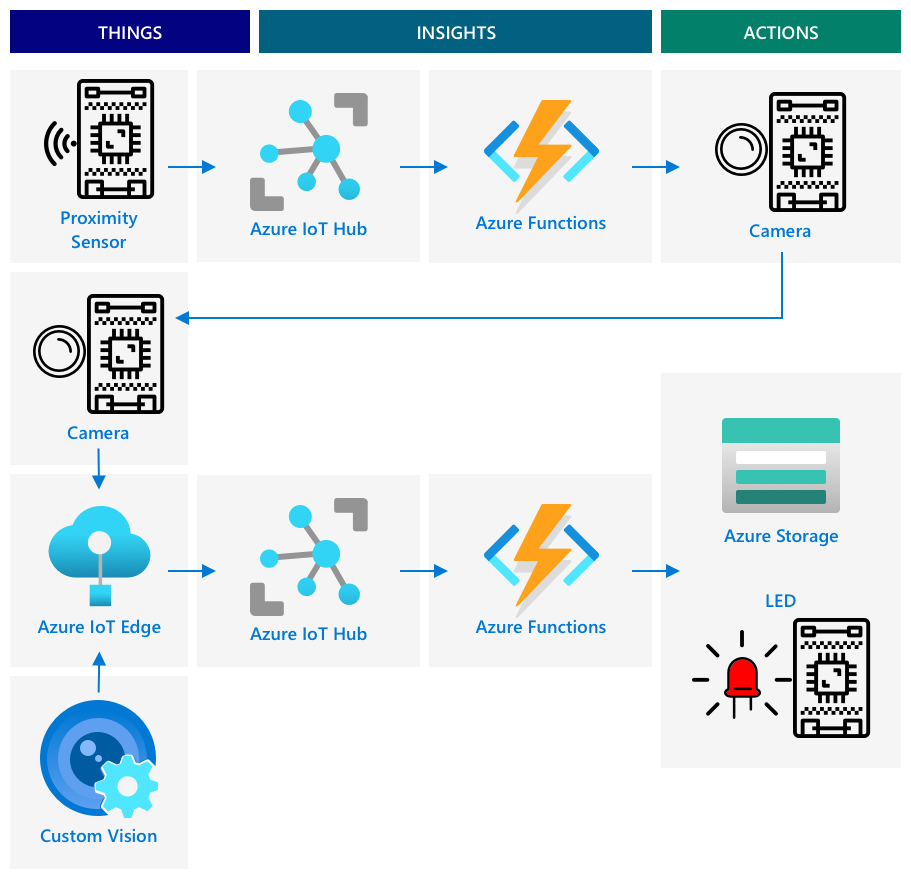 THINGS
INSIGHTS
ACTIONS
Proximity
Sensor
Azure IoT Hub
Azure Functions
Camera
Camera
Azure Storage
LED
Azure IoT Edge
Azure IoT Hub
Azure Functions
Custom Vision